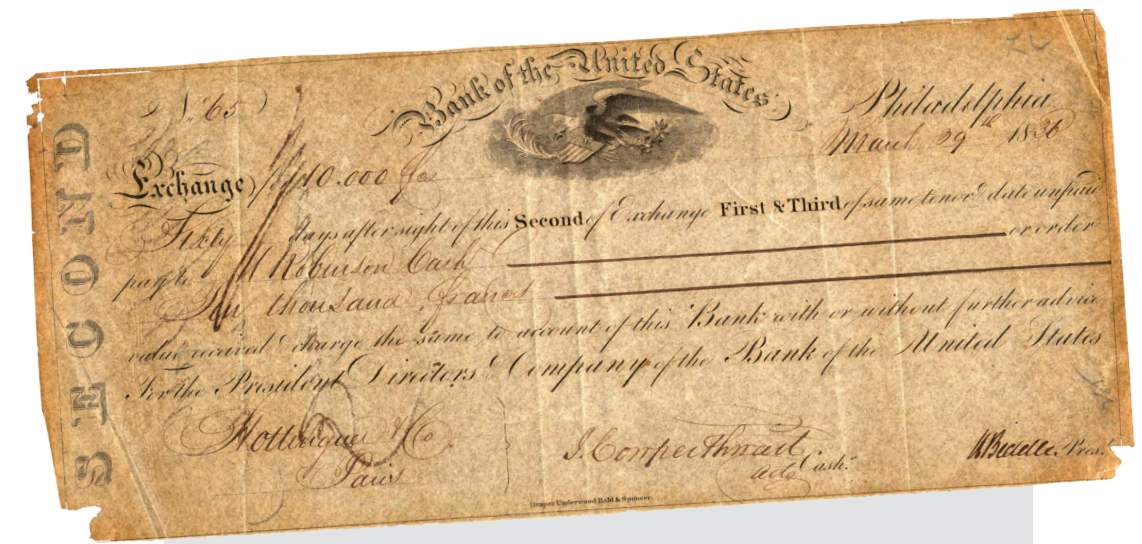 SECOND
No. 65
Bank of the United States
Philadelphia
March 29th 1836
Exchange 10.000 fcs
Sixty days after sight of this Second of Exchange First & Third of same tenor & date unpaid
pay to Robinson Cash or order
Ten thousand francs
value received & charge the same to account of this Bank with or without further advice
For the President Directors & Company of the Bank of the United States
Hottinguer & Co
Paris
J. Cowperthwait
actg Cashr.
N Biddle Pres.
Draper Underwood Bald & Spencer